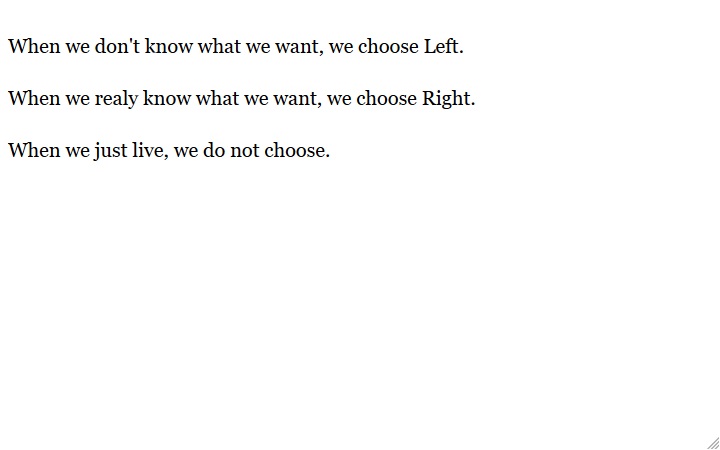 When we don't know what we want, we choose Left.
When we realy know what we want, we choose Right.
When we just live, we do not choose.